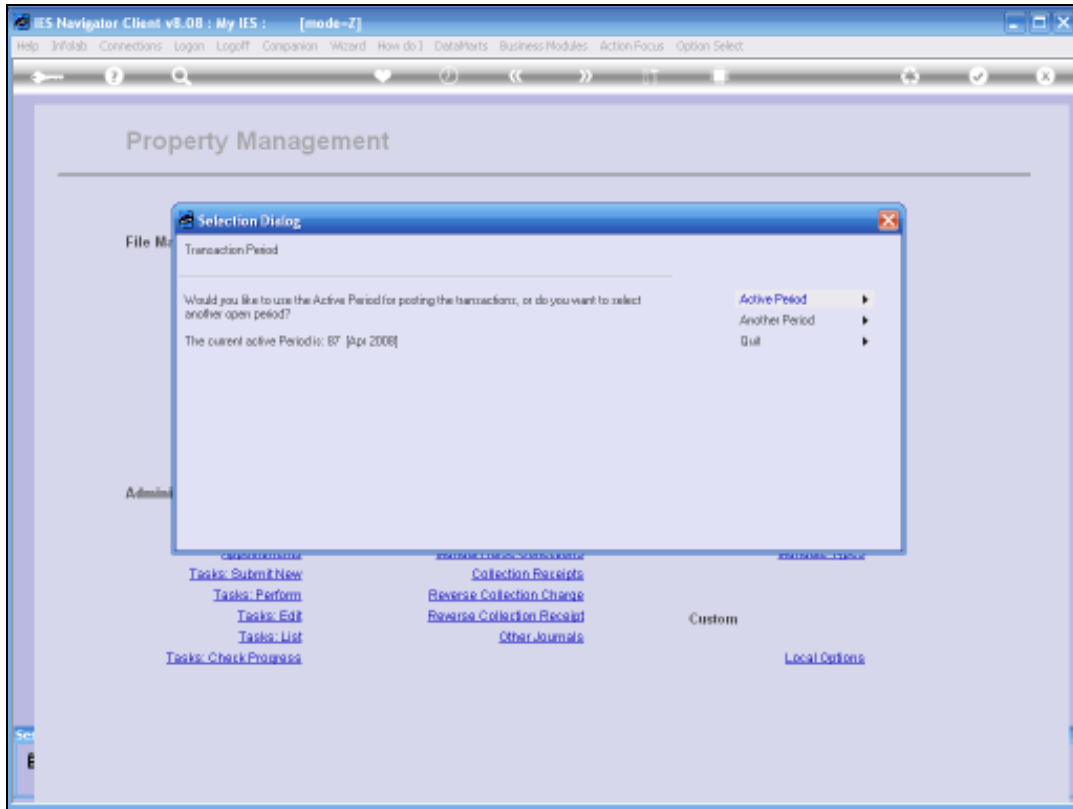 IES Navigator Client v8.08 : My IES :      [mode=Z]
Help  Infolab  Connections  Logon  Logoff  Companion  Wizard  How do I  DataMarts  Business Modules  Action Focus  Option Select
Property Management
Selection Dialog
File Ma
Transaction Period
Would you like to use the Active Period for posting the transactions, or do you want to select
another open period?
The current active Period is: 87  [Apr 2008]
Active Period
Another Period
Quit
Admini
Tasks: Submit New
Tasks: Perform
Tasks: Edit
Tasks: List
Tasks: Check Progress
Collection Receipts
Reverse Collection Charge
Reverse Collection Receipt
Other Journals
Custom
Local Options